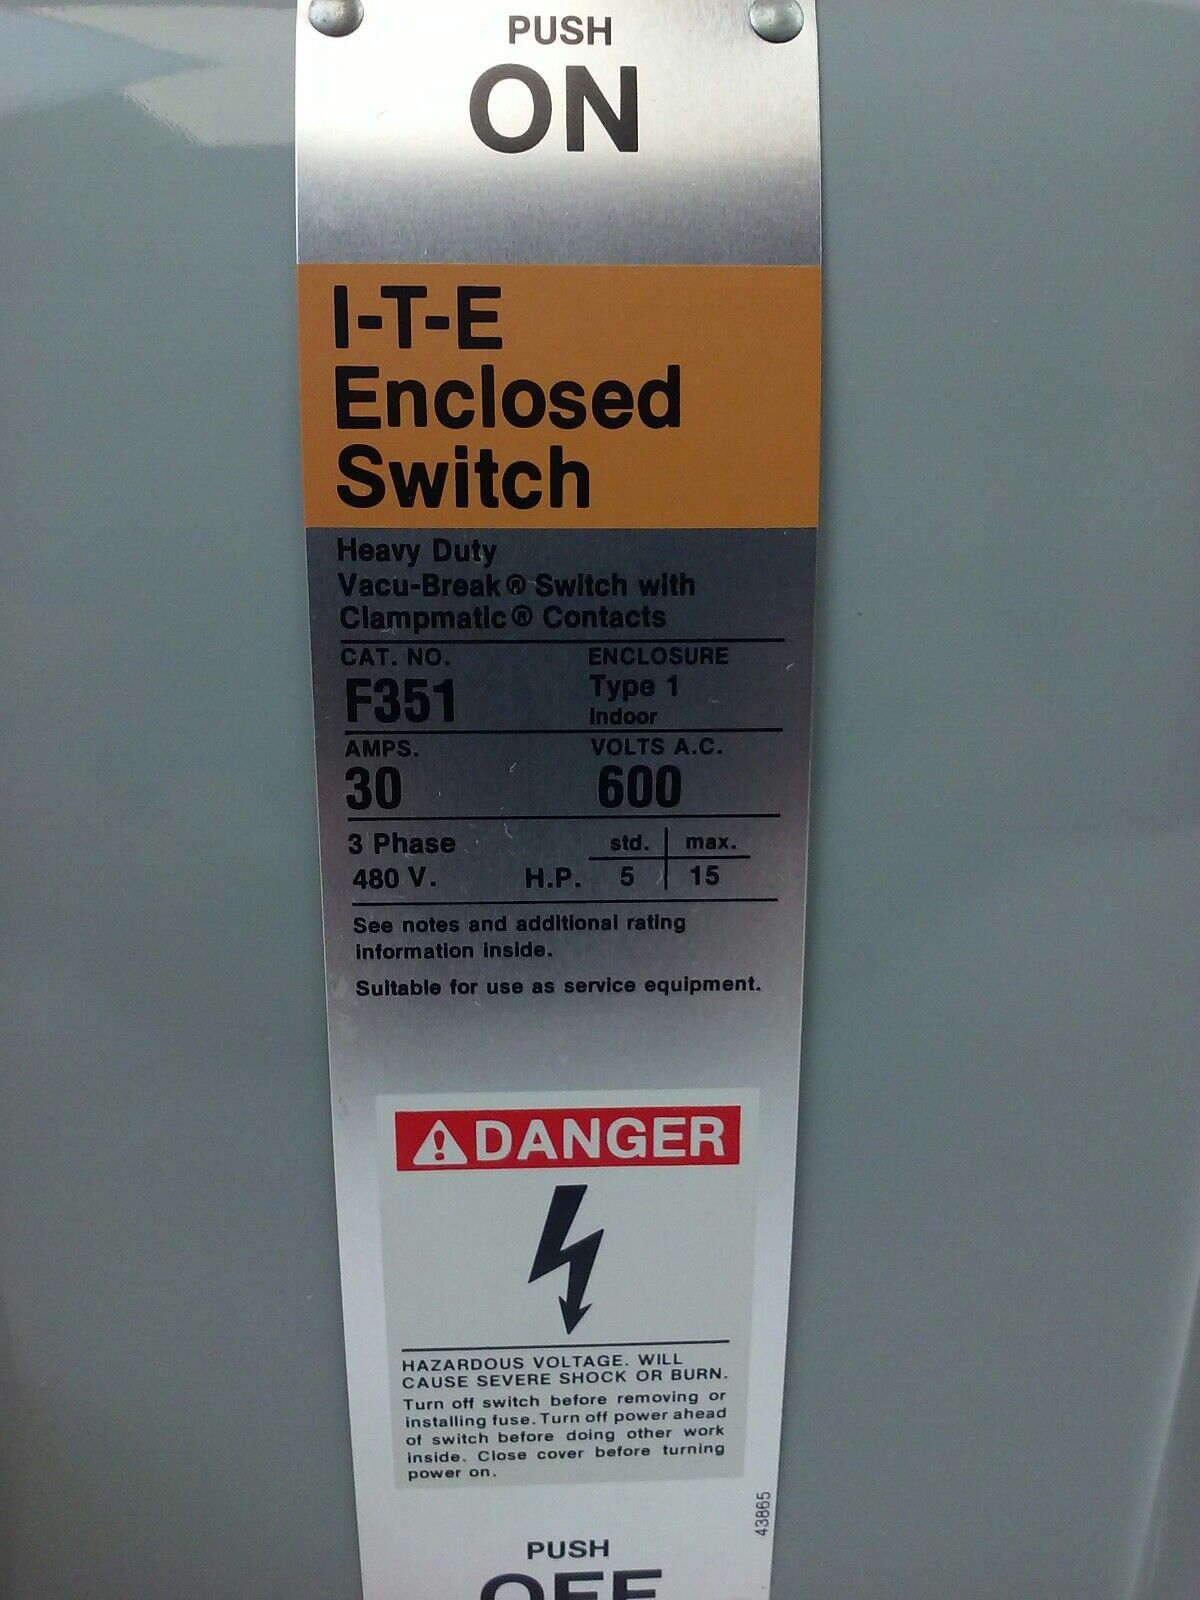 PUSH
ON
I-T-E
Enclosed
Switch
Heavy Duty
Vacu-Break® Switch with
Clampmatic® Contacts
CAT. NO. ENCLOSURE
F351 Type 1
Indoor
AMPS. VOLTS A.C.
30 600
3 Phase std. max.
480 V. H.P. 5 15
See notes and additional rating
information inside.
Suitable for use as service equipment.
DANGER
HAZARDOUS VOLTAGE. WILL
CAUSE SEVERE SHOCK OR BURN.
Turn off switch before removing or
installing fuse. Turn off power ahead
of switch before doing other work
inside. Close cover before turning
power on.
43865
PUSH
OFF